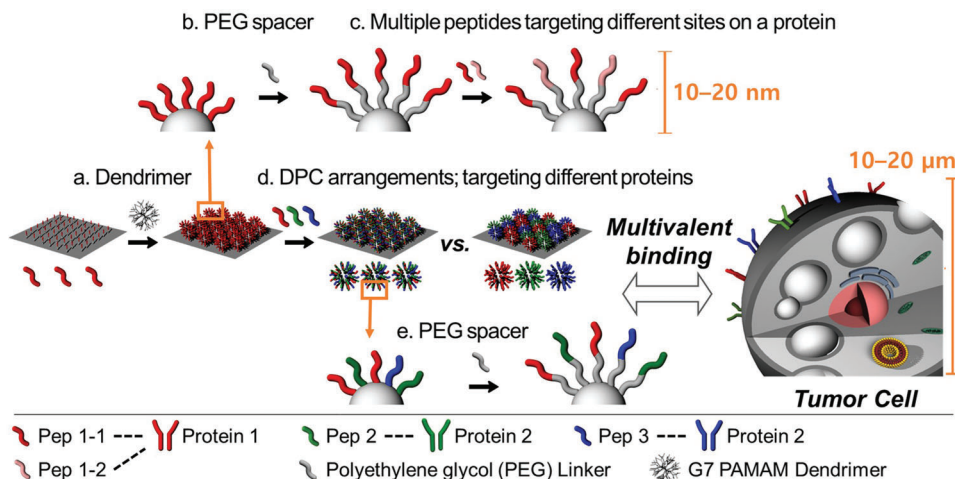 b. PEG spacer
c. Multiple peptides targeting different sites on a protein
10–20 nm
a. Dendrimer
d. DPC arrangements; targeting different proteins
10–20 μm
vs.
Multivalent
binding
e. PEG spacer
Tumor Cell
Pep 1-1
Protein 1
Pep 2
Protein 2
Pep 3
Protein 2
Pep 1-2
Polyethylene glycol (PEG) Linker
G7 PAMAM Dendrimer